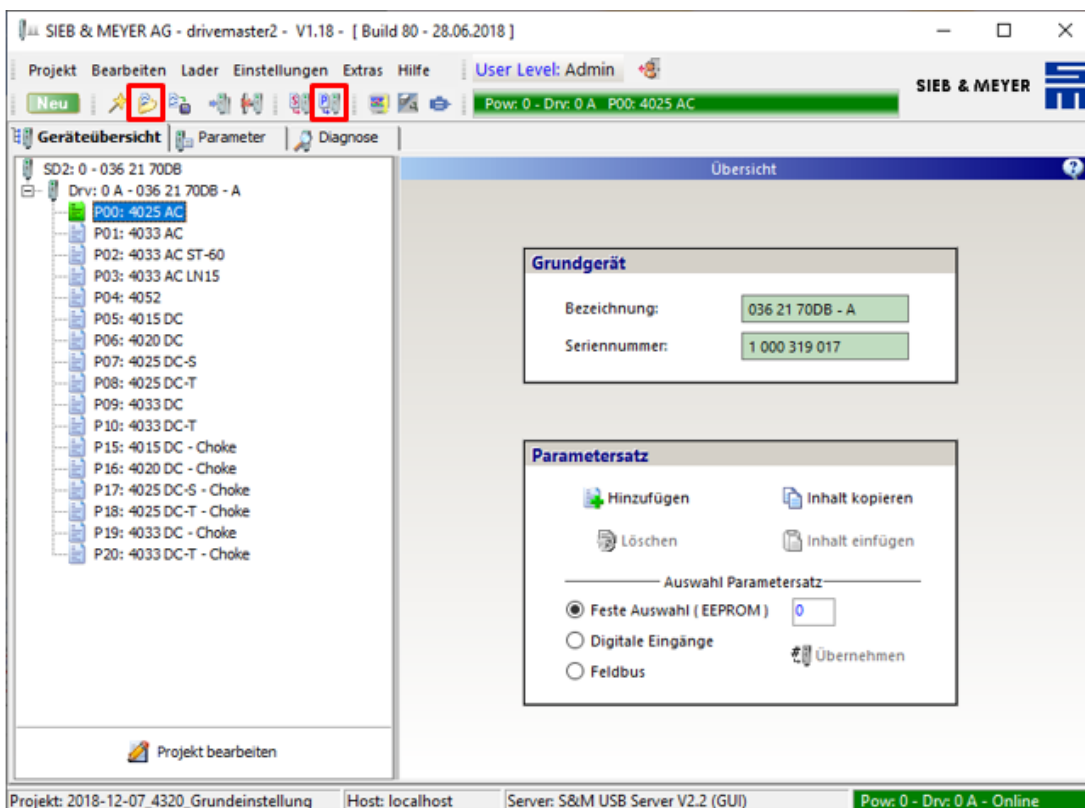 SIEB & MEYER AG - drivemaster2 - V1.18 - [ Build 80 - 28.06.2018 ]
Projekt Bearbeiten Lader Einstellungen Extras Hilfe User Level: Admin
SIEB & MEYER
Neu Pow: 0 - Drv: 0 A P00: 4025 AC
Geräteübersicht Parameter Diagnose
SD2: 0 - 036 21 70DB
Drv: 0 A - 036 21 70DB - A
P00: 4025 AC
P01: 4033 AC
P02: 4033 AC ST-60
P03: 4033 AC LN15
P04: 4052
P05: 4015 DC
P06: 4020 DC
P07: 4025 DC-S
P08: 4025 DC-T
P09: 4033 DC
P10: 4033 DC-T
P15: 4015 DC - Choke
P16: 4020 DC - Choke
P17: 4025 DC-S - Choke
P18: 4025 DC-T - Choke
P19: 4033 DC - Choke
P20: 4033 DC-T - Choke
Projekt bearbeiten
Übersicht
Grundgerät
Bezeichnung: 036 21 70DB - A
Seriennummer: 1 000 319 017
Parametersatz
Hinzufügen Inhalt kopieren
Löschen Inhalt einfügen
Auswahl Parametersatz
Feste Auswahl ( EEPROM ) 0
Digitale Eingänge
Übernehmen
Feldbus
Projekt: 2018-12-07_4320_Grundeinstellung Host: localhost Server: S&M USB Server V2.2 (GUI) Pow: 0 - Drv: 0 A - Online